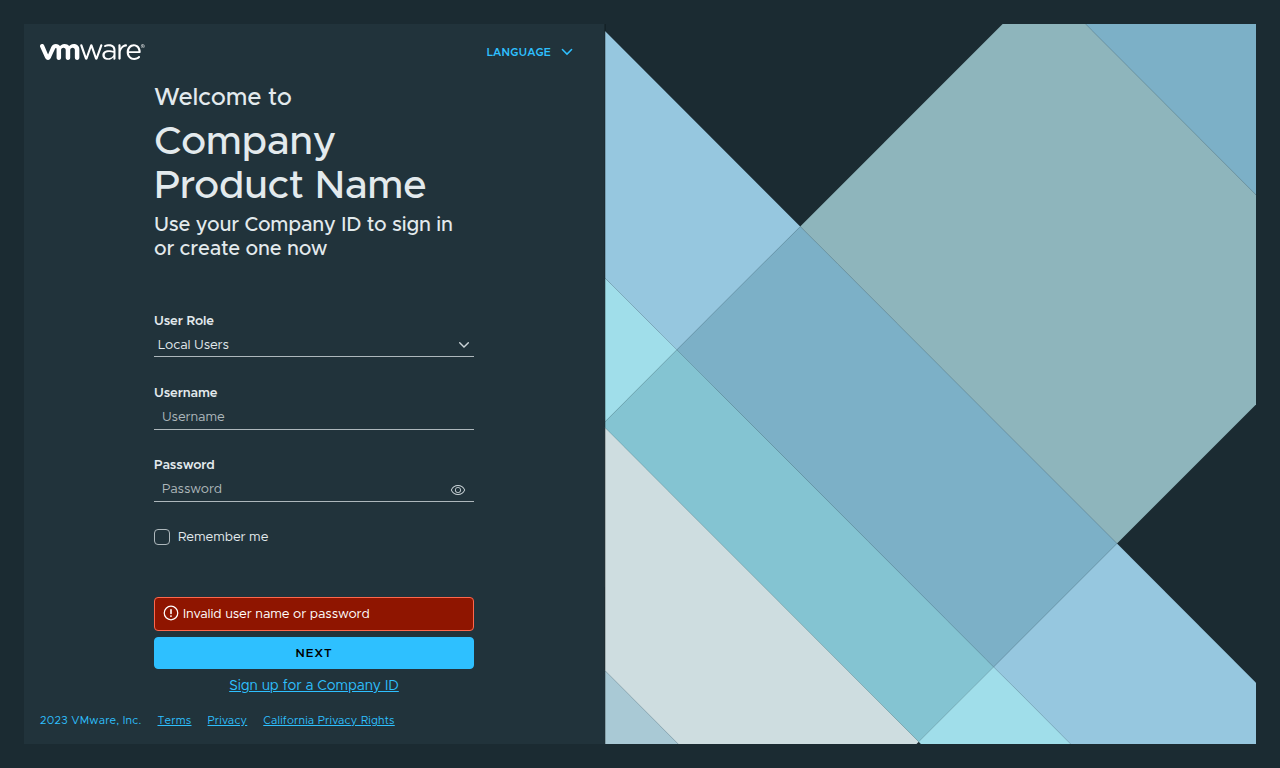 vmware®
LANGUAGE
Welcome to
Company
Product Name
Use your Company ID to sign in
or create one now
User Role
Local Users
Username
Username
Password
Password
Remember me
Invalid user name or password
NEXT
Sign up for a Company ID
2023 VMware, Inc. Terms Privacy California Privacy Rights